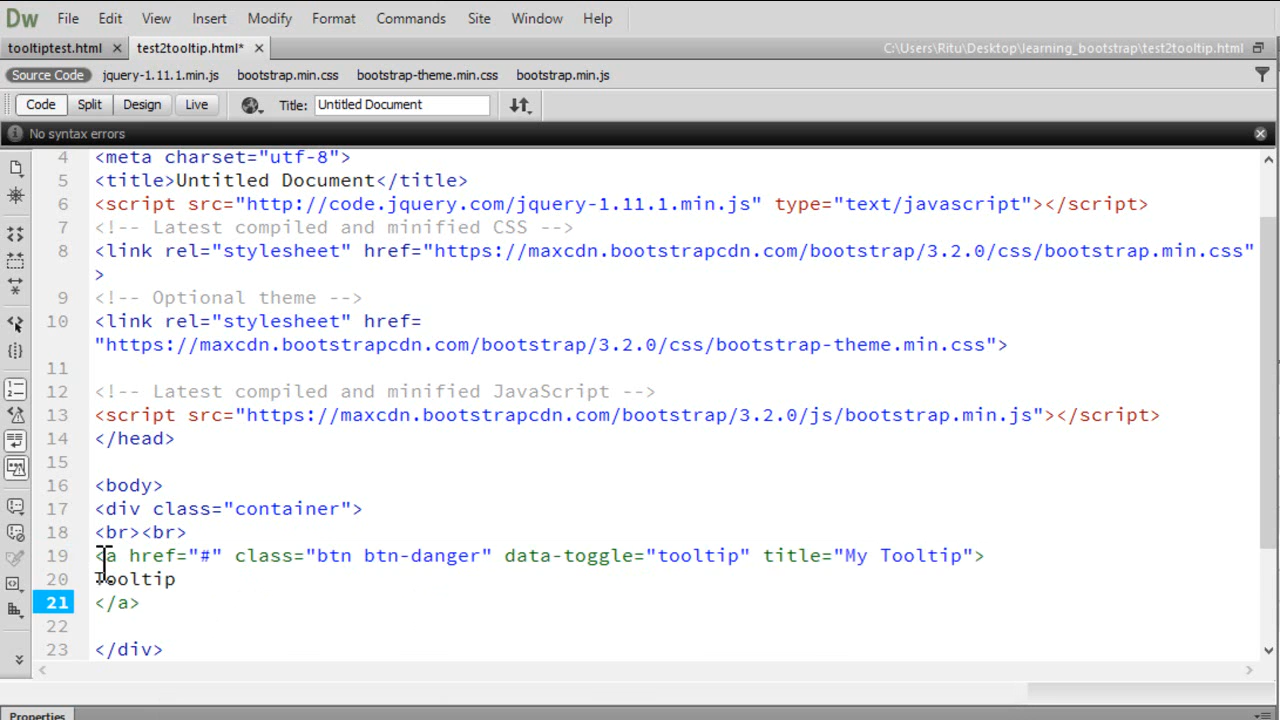 Dw File Edit View Insert Modify Format Commands Site Window Help
tooltiptest.html × test2tooltip.html* × C:\Users\Ritu\Desktop\learning_bootstrap\test2tooltip.html
Source Code jquery-1.11.1.min.js bootstrap.min.css bootstrap-theme.min.css bootstrap.min.js
Code Split Design Live Title: Untitled Document
No syntax errors
4 <meta charset="utf-8">
5 <title>Untitled Document</title>
6 <script src="http://code.jquery.com/jquery-1.11.1.min.js" type="text/javascript"></script>
7 <!-- Latest compiled and minified CSS -->
8 <link rel="stylesheet" href="https://maxcdn.bootstrapcdn.com/bootstrap/3.2.0/css/bootstrap.min.css"
>
9 <!-- Optional theme -->
10 <link rel="stylesheet" href=
"https://maxcdn.bootstrapcdn.com/bootstrap/3.2.0/css/bootstrap-theme.min.css">
11
12 <!-- Latest compiled and minified JavaScript -->
13 <script src="https://maxcdn.bootstrapcdn.com/bootstrap/3.2.0/js/bootstrap.min.js"></script>
14 </head>
15
16 <body>
17 <div class="container">
18 <br><br>
19 <a href="#" class="btn btn-danger" data-toggle="tooltip" title="My Tooltip">
20 Tooltip
21 </a>
22
23 </div>
Properties